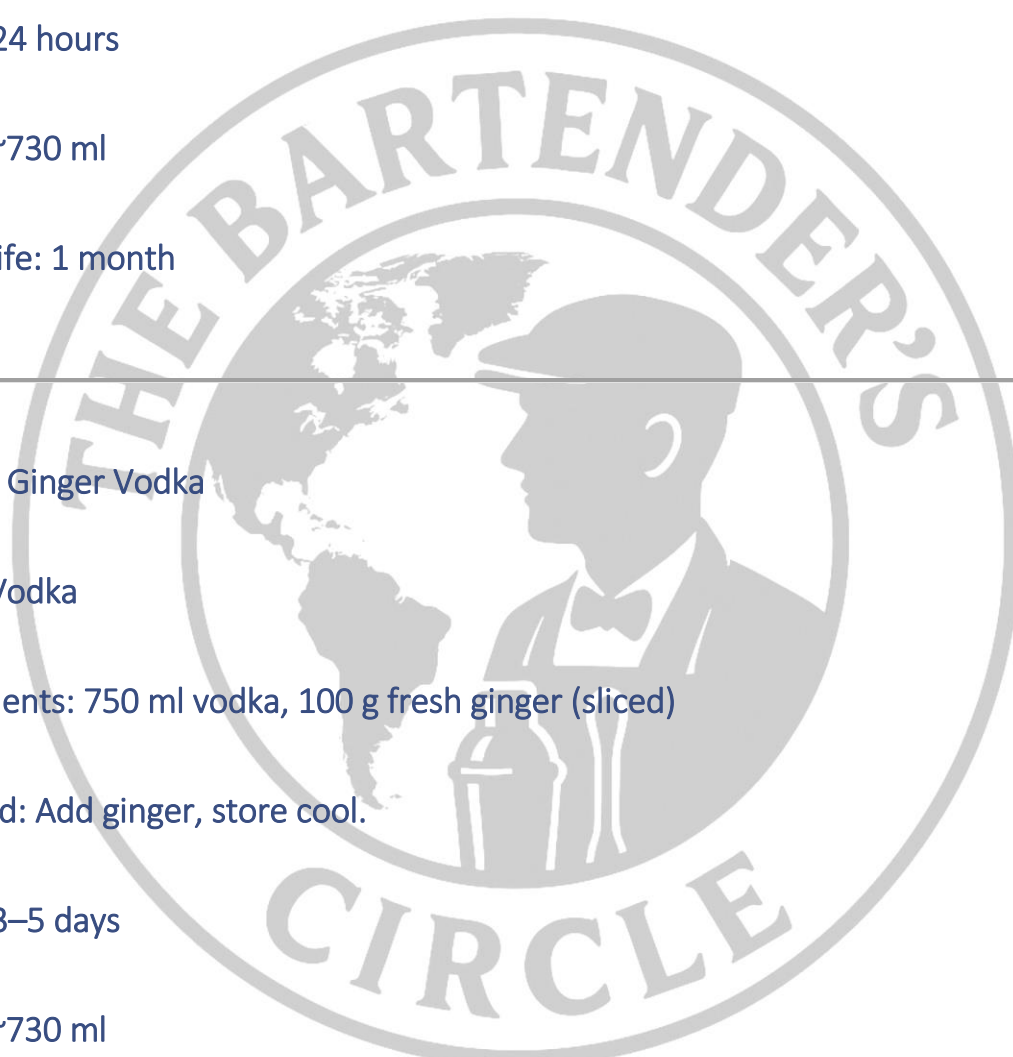 24 hours
~730 ml
ife: 1 month
Ginger Vodka
Vodka
ents: 750 ml vodka, 100 g fresh ginger (sliced)
d: Add ginger, store cool.
3–5 days
~730 ml
THE BARTENDER'S
CIRCLE